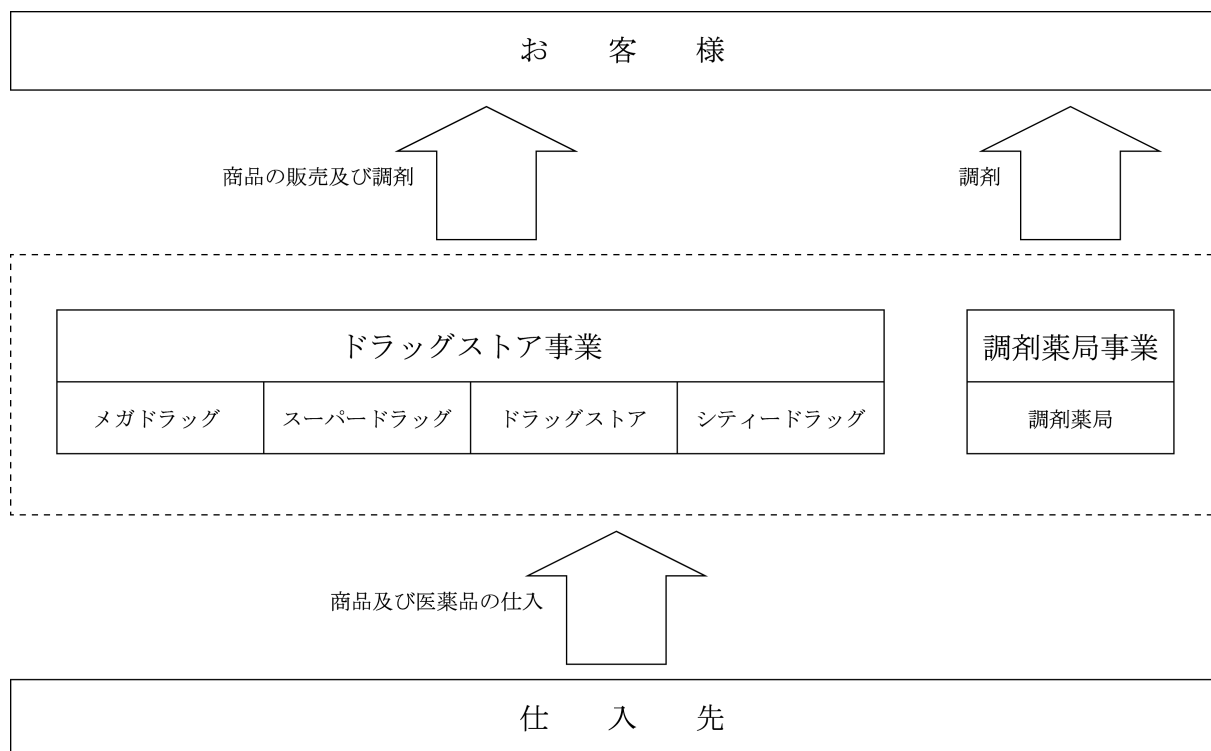 お客様
商品の販売及び調剤
調剤
ドラッグストア事業
メガドラッグ
スーパードラッグ
ドラッグストア
シティードラッグ
調剤薬局事業
調剤薬局
商品及び医薬品の仕入
仕入先